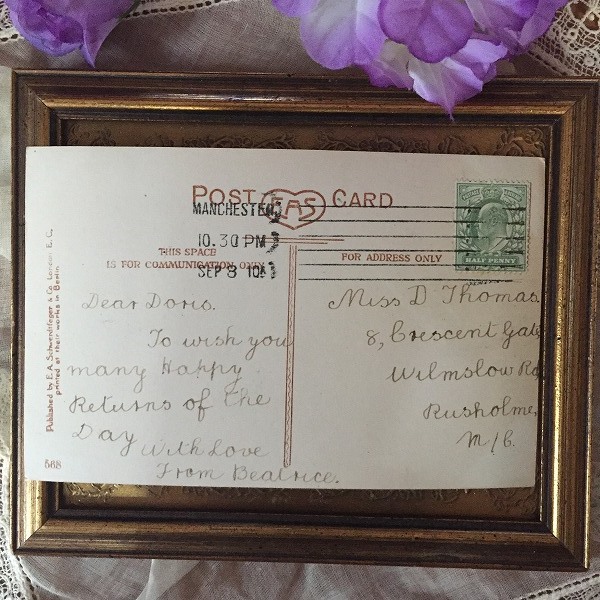 POST EAS CARD
MANCHESTER
10.30 PM
SEP 8 10
THIS SPACE
IS FOR COMMUNICATION ONLY
FOR ADDRESS ONLY
HALF PENNY
Published by E.A. Schwerdtfeger & Co. London E.C.
printed at their works in Berlin
Dear Doris.
To wish you
many Happy
Returns of the
Day
With Love
From Beatrice.
Miss D Thomas
8, Crescent Gate
Wilmslow Rd
Rusholme,
M/C.
568